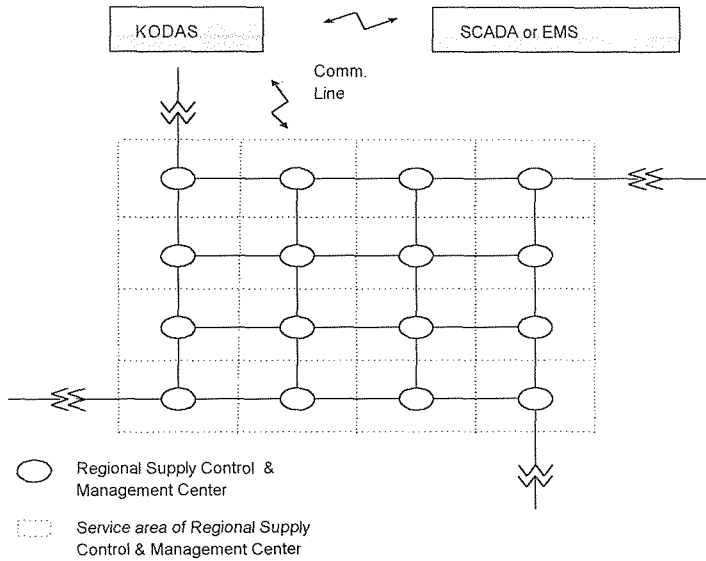 KODAS
SCADA or EMS
Comm.
Line
Regional Supply Control &
Management Center
Service area of Regional Supply
Control & Management Center